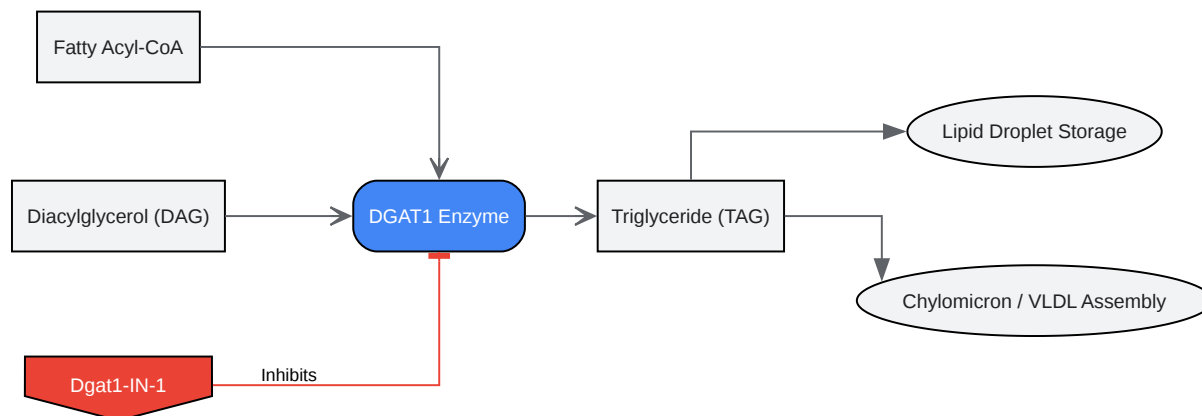 Fatty Acyl-CoA
Lipid Droplet Storage
Diacylglycerol (DAG)
DGAT1 Enzyme
Triglyceride (TAG)
Chylomicron / VLDL Assembly
Inhibits
Dgat1-IN-1